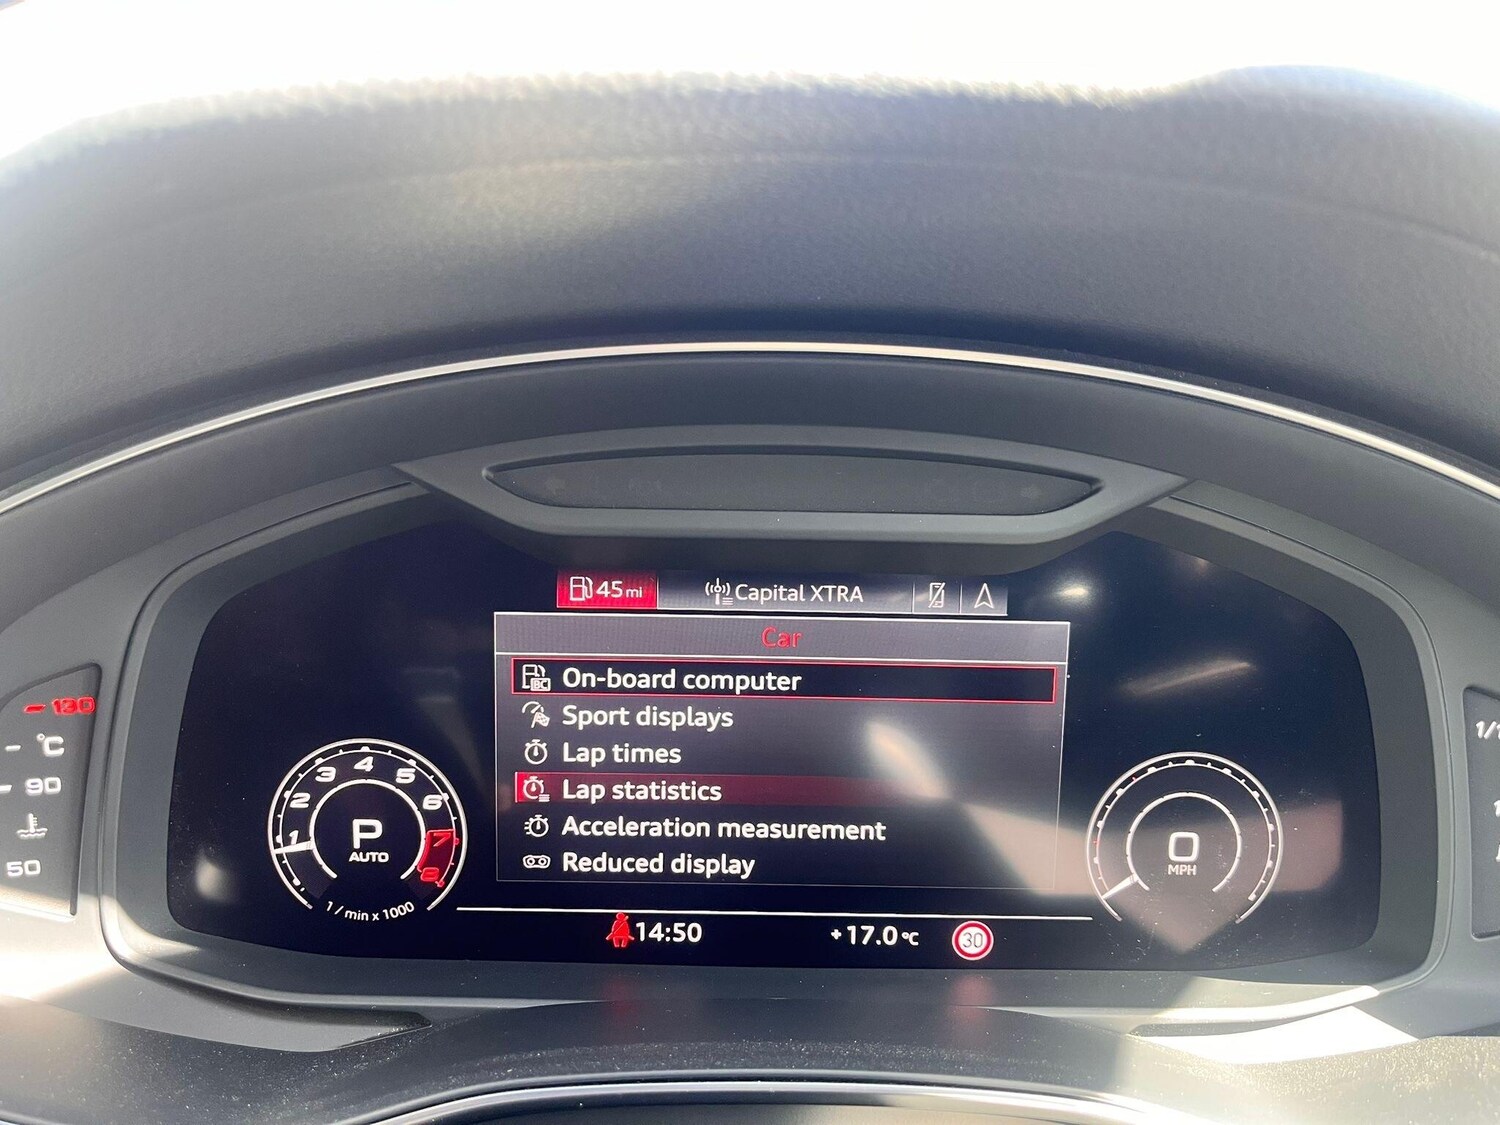 45 mi Capital XTRA
Car
On-board computer
Sport displays
Lap times
Lap statistics
Acceleration measurement
Reduced display
130
°C
90
50
1 2 3 4 5 6 7 8
P
AUTO
1 / min x 1000
0
MPH
14:50 +17.0 °C 30